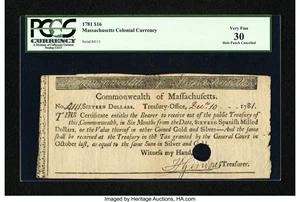 PCGS
CURRENCY
1781 $16
Massachusetts Colonial Currency
Very Fine
30
Hole Punch Cancelled
Commonwealth of Massachusetts.
No. SIXTEEN DOLLARS. Treasury-Office, Dec. 10 1781.
THIS Certificate entitles the Bearer to receive out of the public Treasury of
this Commonwealth, in Six Months from the Date, SIXTEEN Spanish Milled
Dollars, or the Value thereof in other Coined Gold and Silver—And the same
shall be received at the Treasury in the Tax granted by the General Court in
October last, as equal to the same Sum in Silver and
Witness my Hand,
Treasurer.
Imaged by Heritage Auctions, HA.com